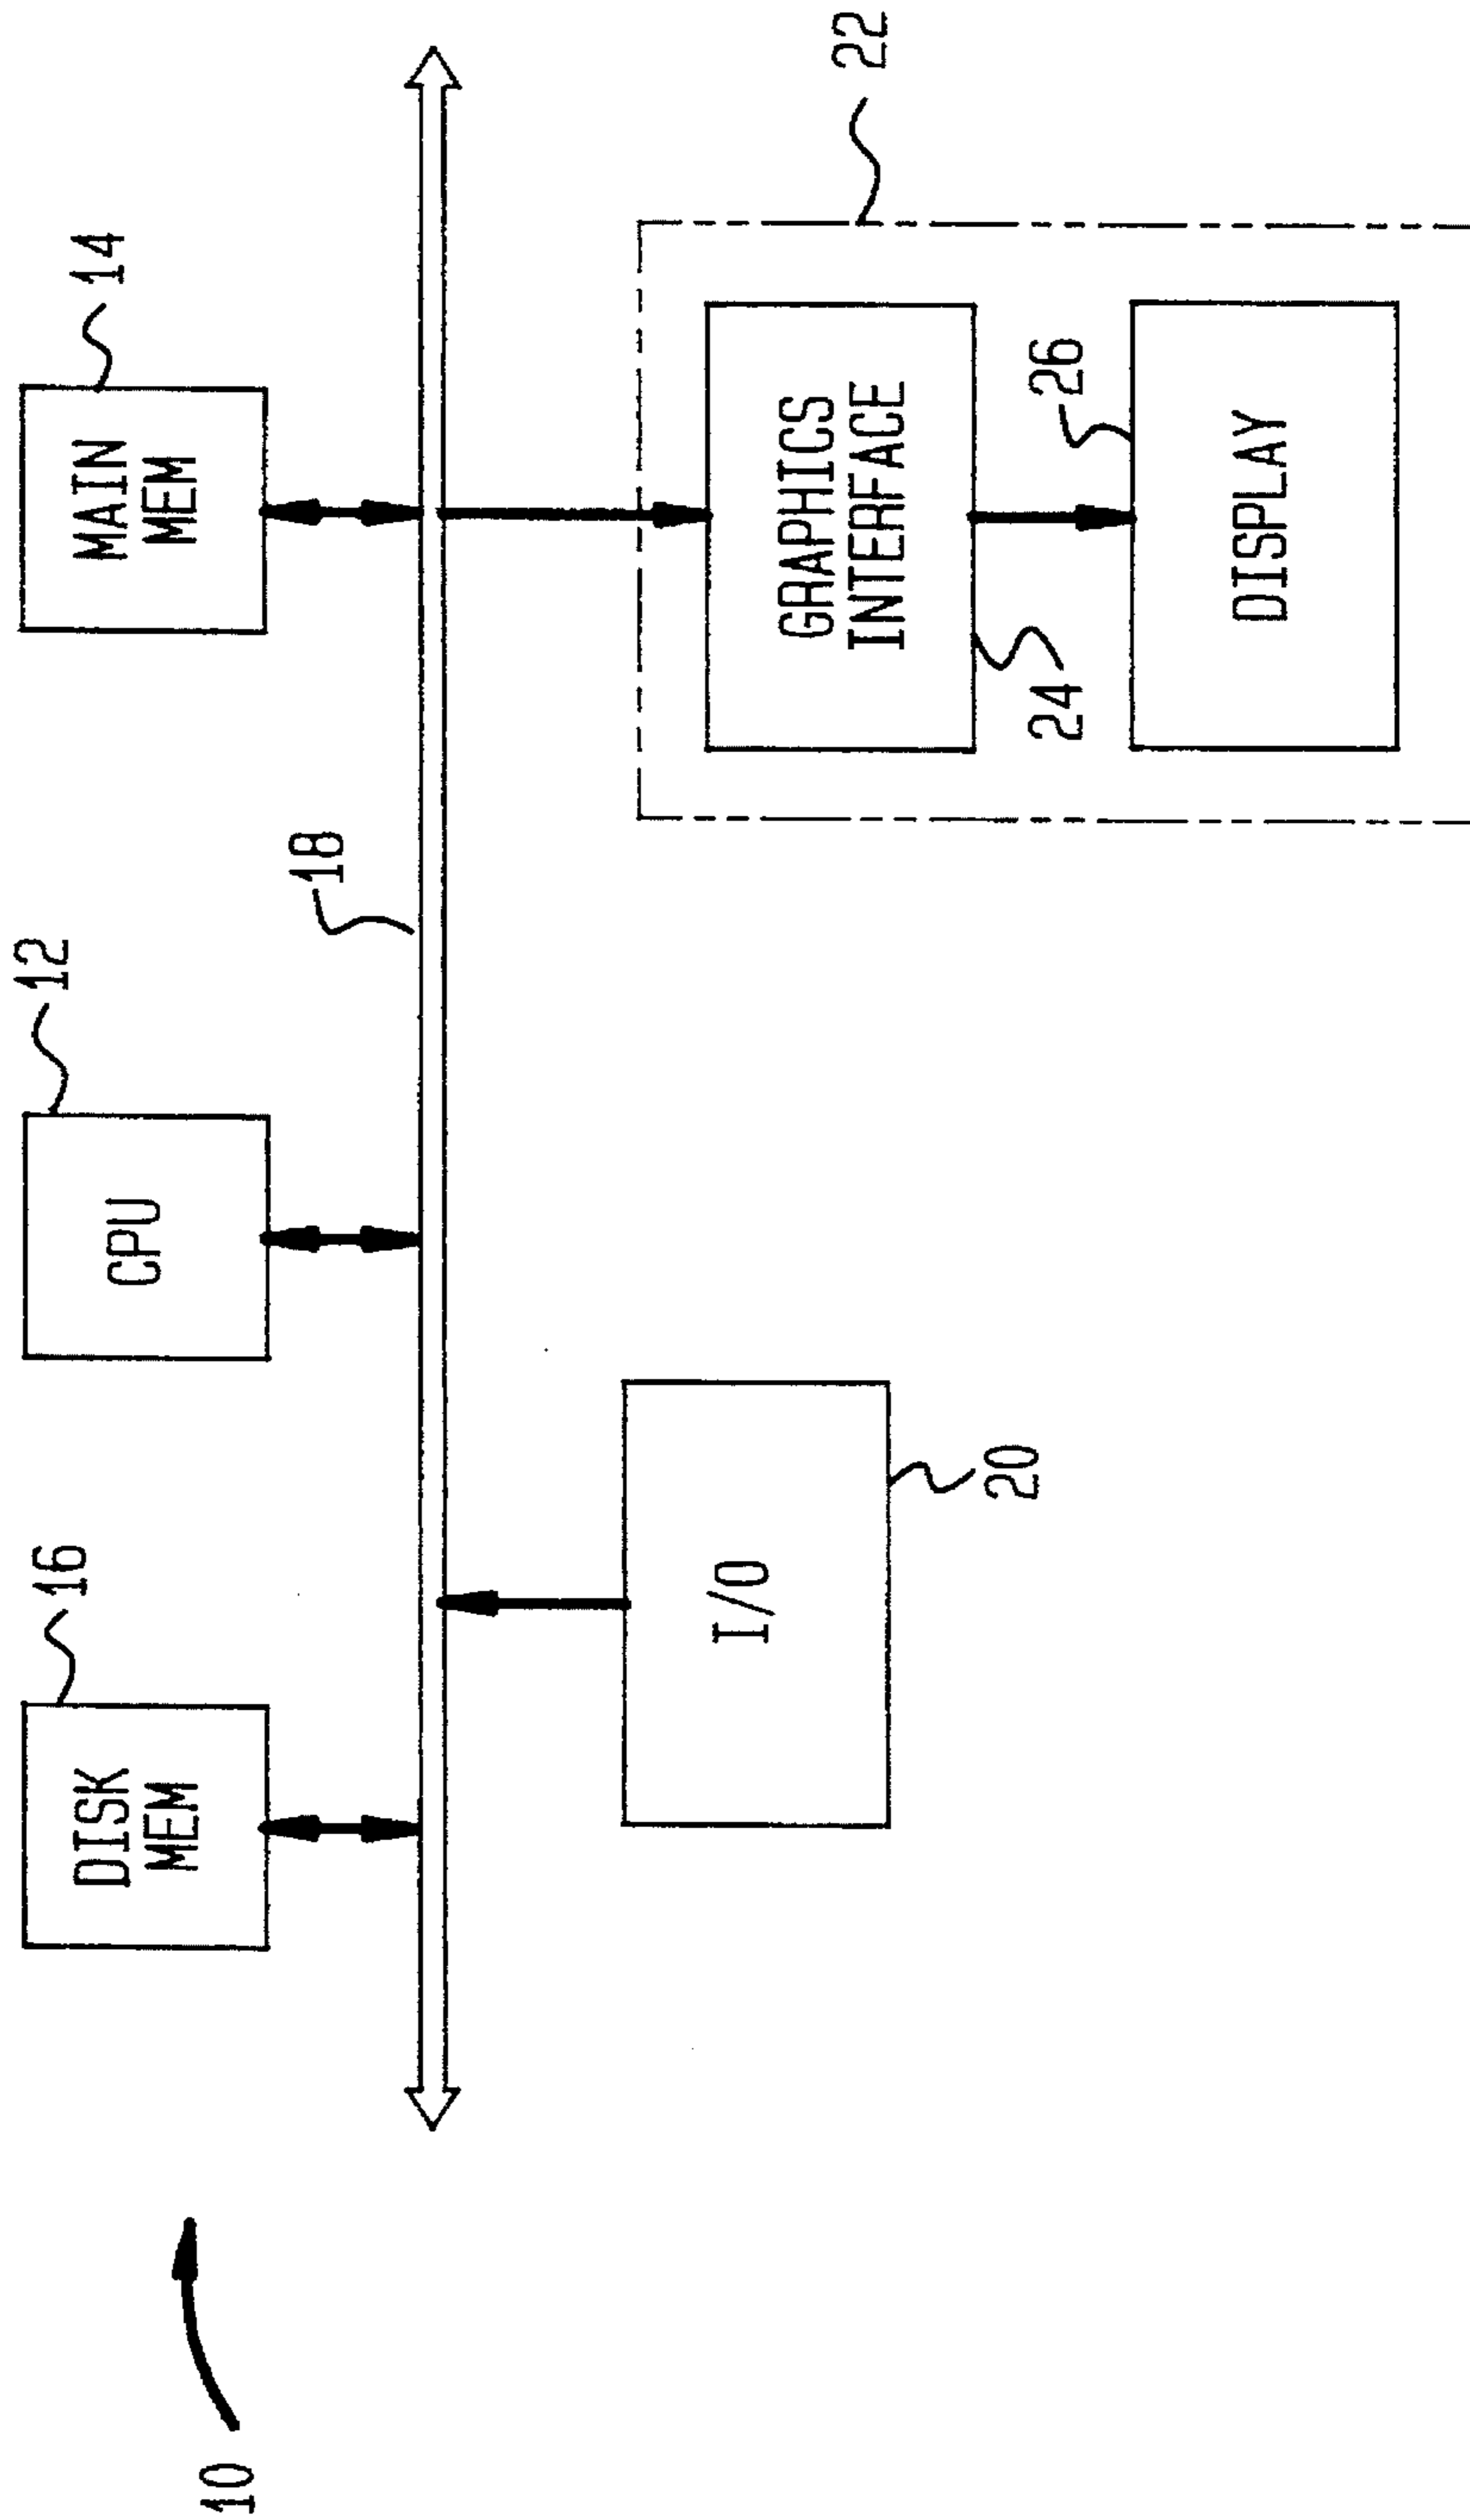 10
16
12
14
DISK
MEM
CPU
MAIN
MEM
18
I/O
20
22
GRAPHICS
INTERFACE
24
26
DISPLAY